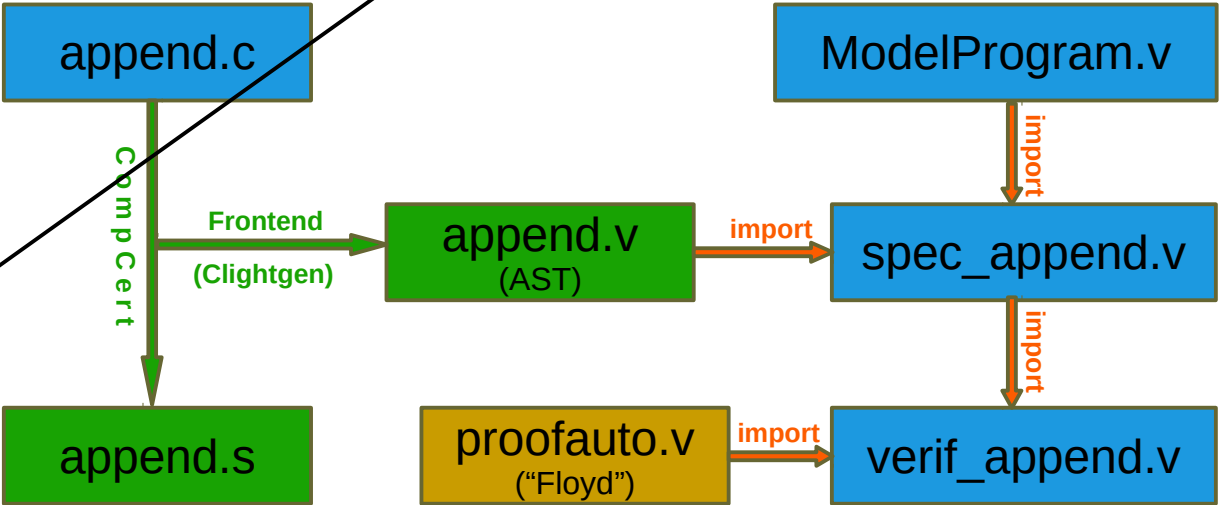 append.c
ModelProgram.v
CompCert
import
Frontend
(Clightgen)
append.v
(AST)
import
spec_append.v
import
append.s
proofauto.v
(“Floyd”)
import
verif_append.v